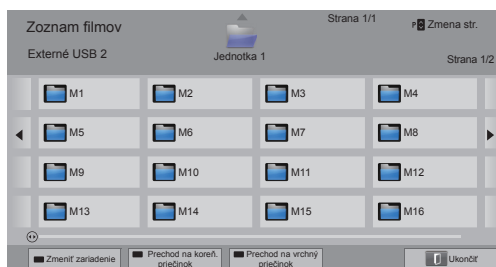 Zoznam filmov
Strana 1/1
P Zmena str.
Externé USB 2
Jednotka 1
Strana 1/2
M1 M2 M3 M4
M5 M6 M7 M8
M9 M10 M11 M12
M13 M14 M15 M16
Zmeniť zariadenie
Prechod na koreň.
priečinok
Prechod na vrchný
priečinok
Ukončiť